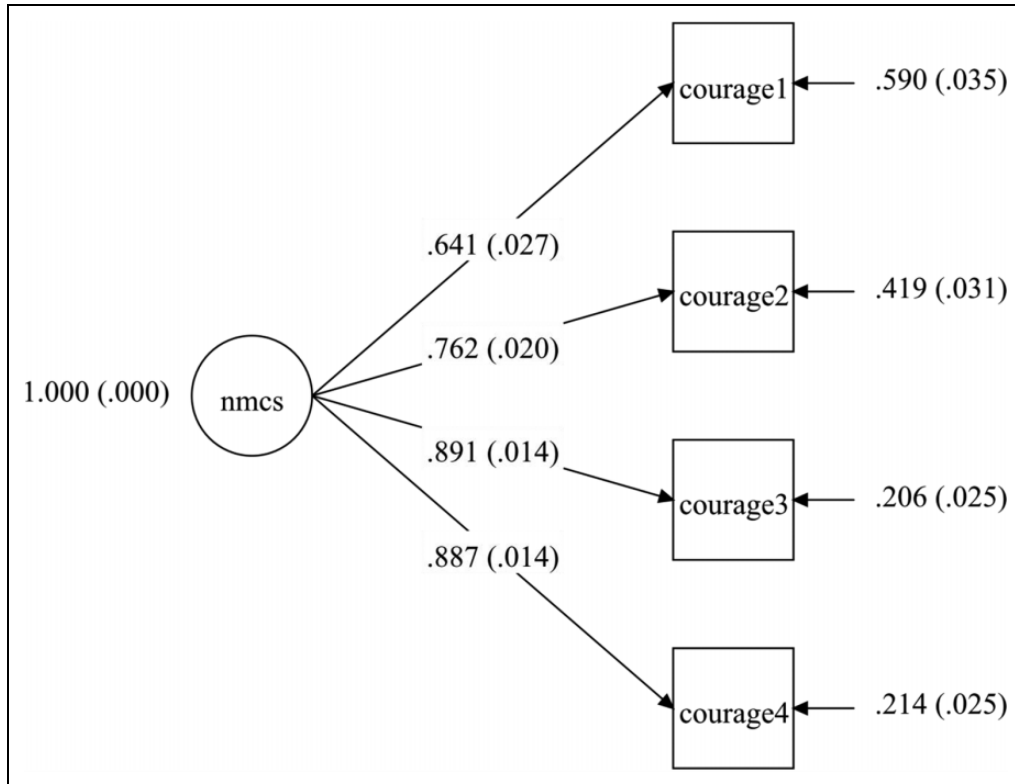 courage1
.590 (.035)
.641 (.027)
courage2
.419 (.031)
.762 (.020)
1.000 (.000)
nmcs
.891 (.014)
courage3
.206 (.025)
.887 (.014)
courage4
.214 (.025)